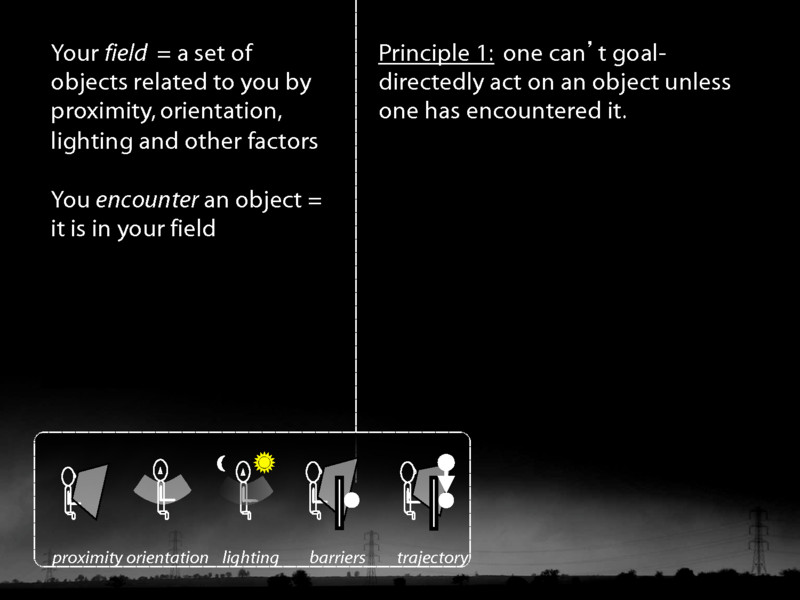 Your field = a set of
objects related to you by
proximity, orientation,
lighting and other factors
You encounter an object =
it is in your field
Principle 1: one can’t goal-
directedly act on an object unless
one has encountered it.
proximity orientation lighting barriers trajectory